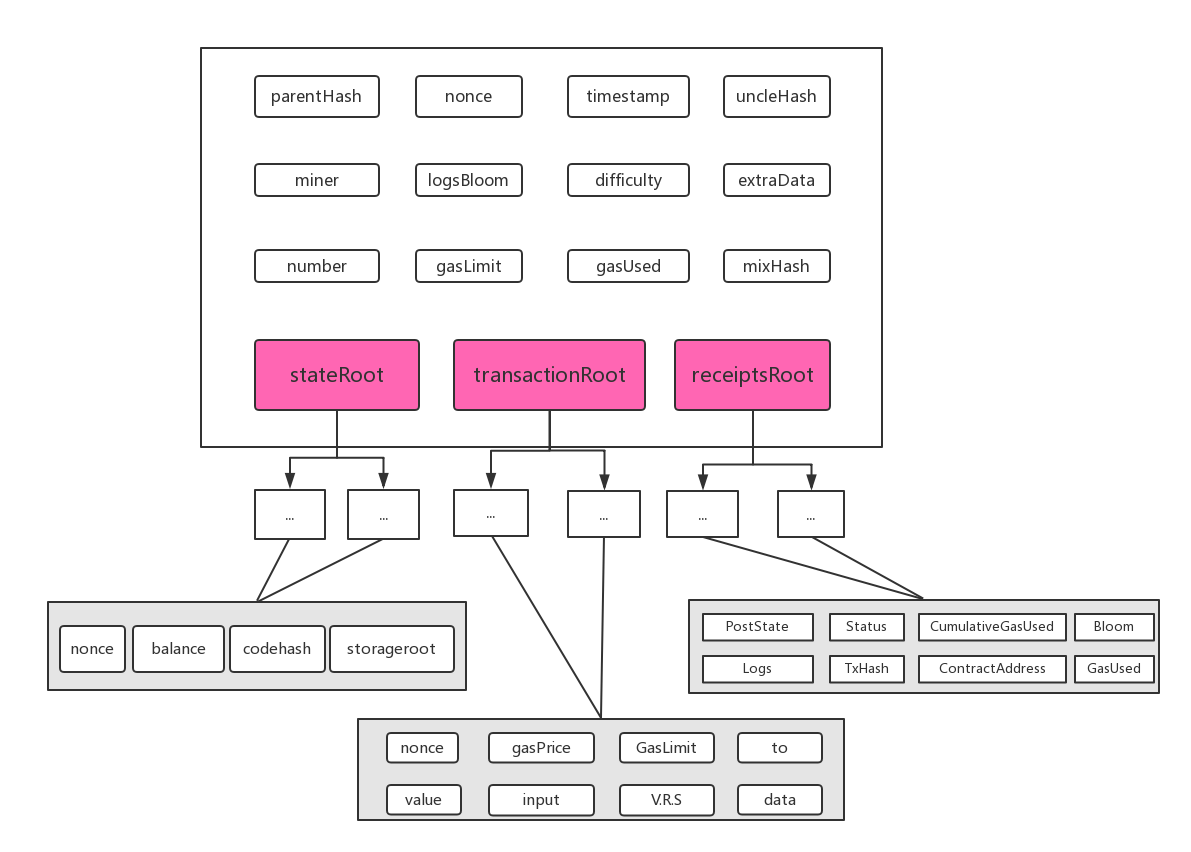 parentHash
nonce
timestamp
uncleHash
miner
logsBloom
difficulty
extraData
number
gasLimit
gasUsed
mixHash
stateRoot
transactionRoot
receiptsRoot
...
...
...
...
...
...
nonce
balance
codehash
storageroot
PostState
Status
CumulativeGasUsed
Bloom
Logs
TxHash
ContractAddress
GasUsed
nonce
gasPrice
GasLimit
to
value
input
V.R.S
data